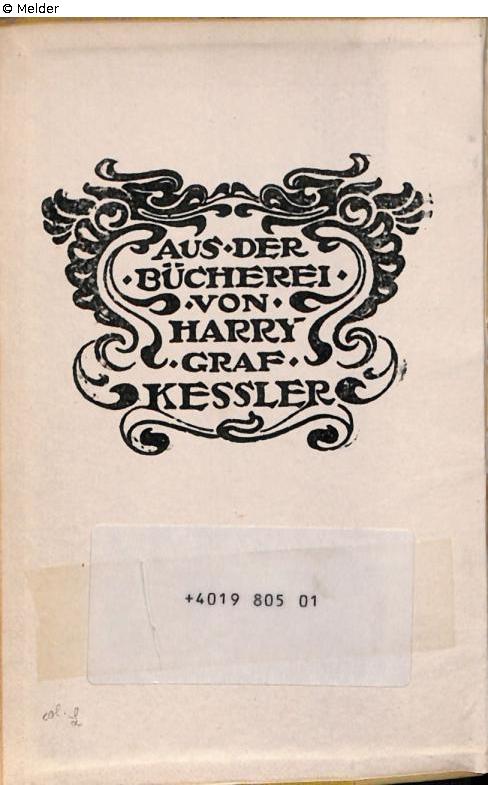 © Melder
AUS·DER
·BÜCHEREI·
·VON·
HARRY
·GRAF·
KESSLER
+4019 805 01